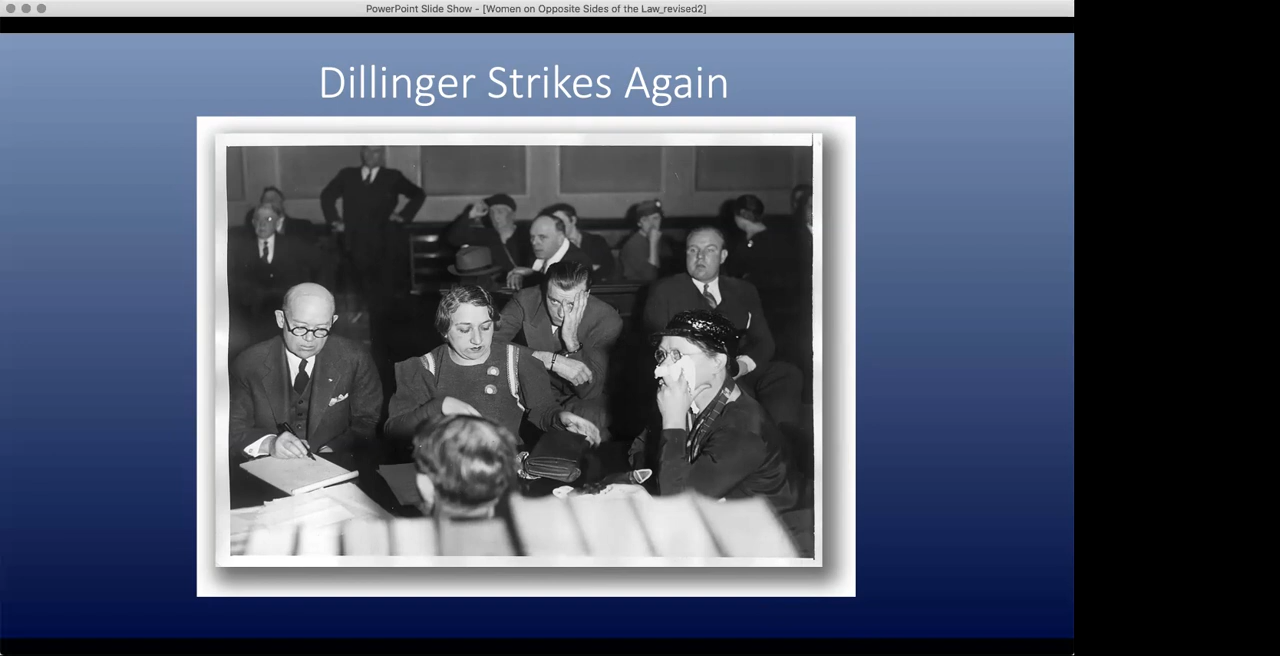 PowerPoint Slide Show - [Women on Opposite Sides of the Law_revised2]
Dillinger Strikes Again